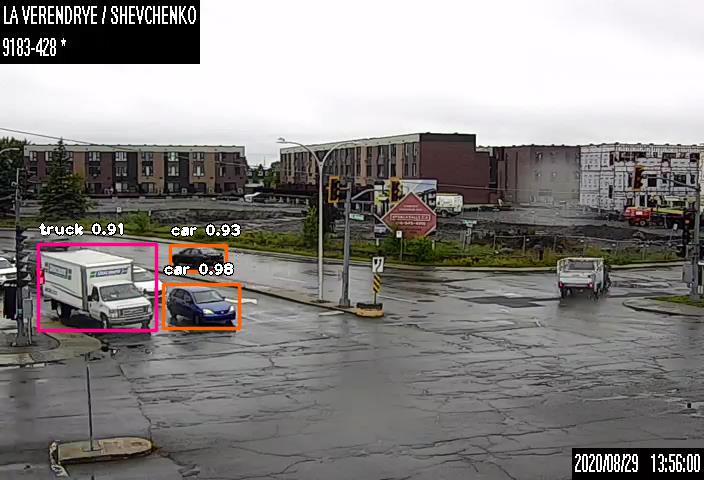 LA VERENDRYE / SHEVCHENKO
9183-428 *
truck 0.91
car 0.93
car 0.98
2020/08/29 13:56:00